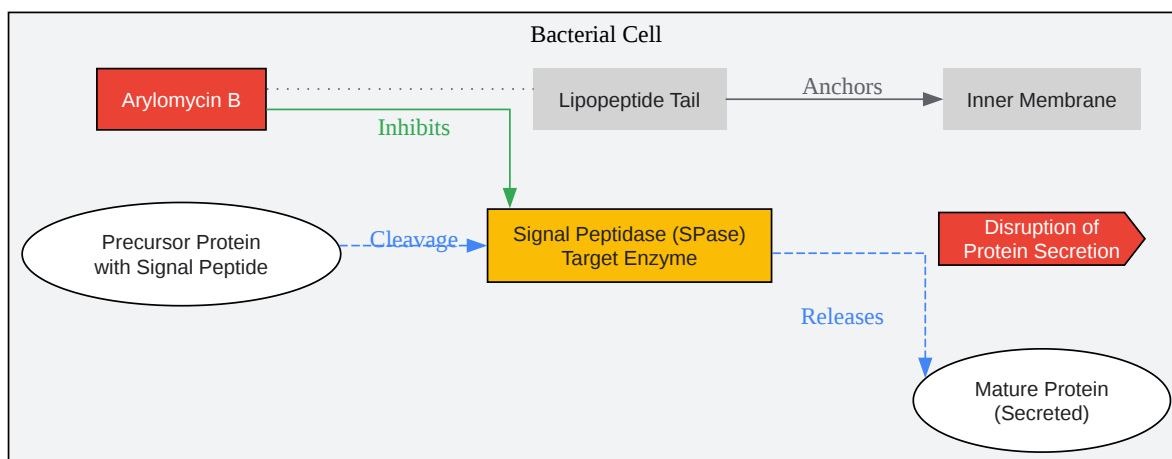 Bacterial Cell
Arylomycin B
Lipopeptide Tail
Anchors
Inner Membrane
Inhibits
Precursor Protein
with Signal Peptide
Cleavage
Signal Peptidase (SPase)
Target Enzyme
Disruption of
Protein Secretion
Releases
Mature Protein
(Secreted)